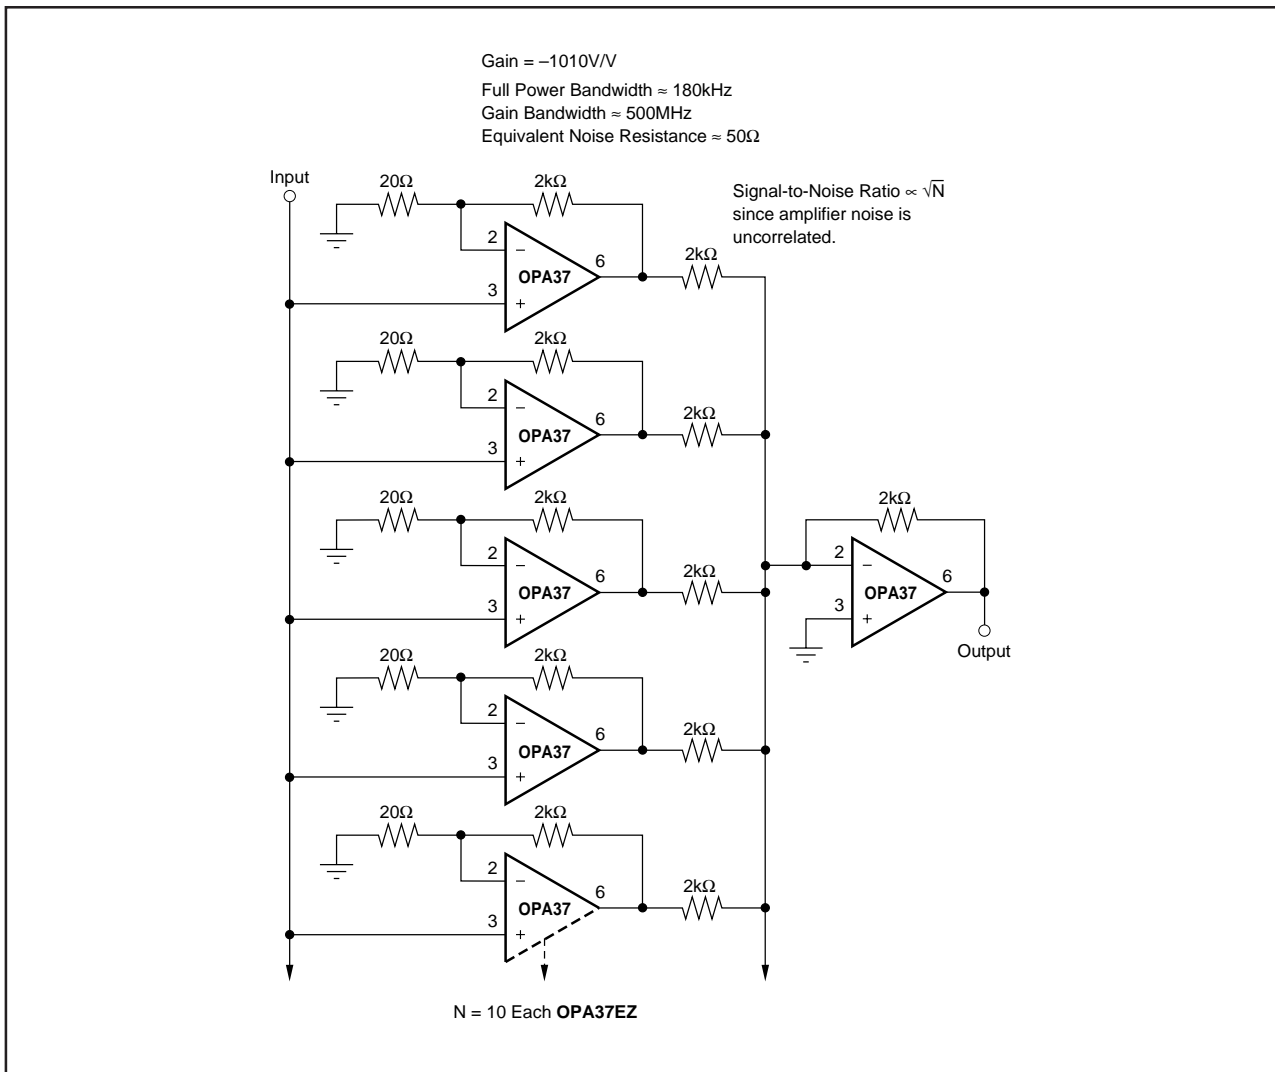 Gain = –1010V/V
Full Power Bandwidth ≈ 180kHz
Gain Bandwidth ≈ 500MHz
Equivalent Noise Resistance ≈ 50Ω
Signal-to-Noise Ratio ∝ √N
since amplifier noise is
uncorrelated.
Input
20Ω
2kΩ
2
–
3
+
6
OPA37
2kΩ
20Ω
2kΩ
2
–
3
+
6
OPA37
2kΩ
20Ω
2kΩ
2
–
3
+
6
OPA37
2kΩ
20Ω
2kΩ
2
–
3
+
6
OPA37
2kΩ
20Ω
2kΩ
2
–
3
+
6
OPA37
2kΩ
2kΩ
2
–
3
+
6
OPA37
Output
N = 10 Each OPA37EZ